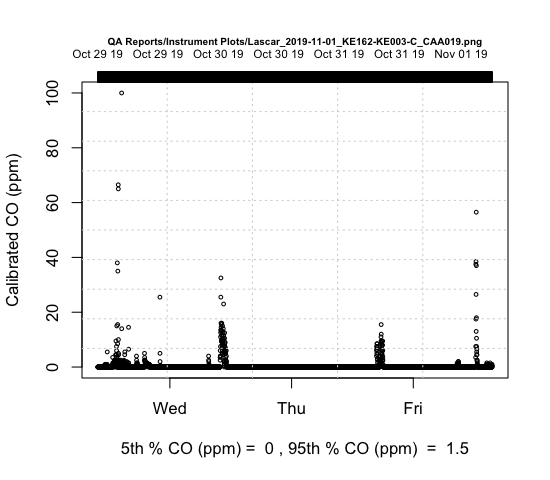 QA Reports/Instrument Plots/Lascar_2019-11-01_KE162-KE003-C_CAA019.png
Oct 29 19 Oct 29 19 Oct 30 19 Oct 30 19 Oct 31 19 Oct 31 19 Nov 01 19
100
80
60
40
20
0
Calibrated CO (ppm)
Wed Thu Fri
5th % CO (ppm) = 0 , 95th % CO (ppm) = 1.5